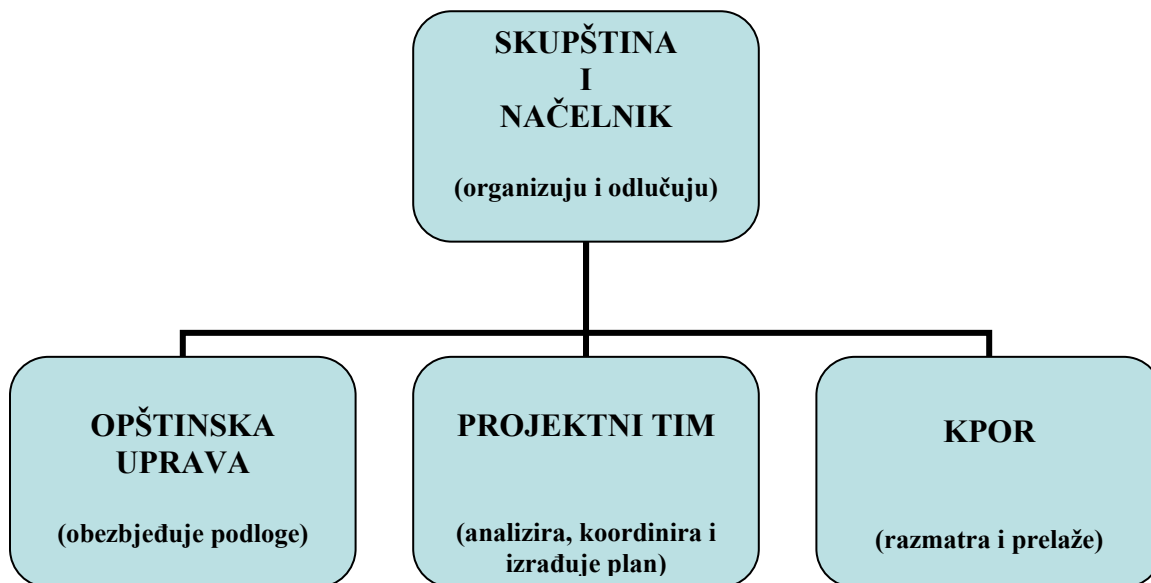 SKUPŠTINA
I
NAČELNIK
(organizuju i odlučuju)
OPŠTINSKA
UPRAVA
(obezbjeđuje podloge)
PROJEKTNI TIM
(analizira, koordinira i
izrađuje plan)
KPOR
(razmatra i prelaže)